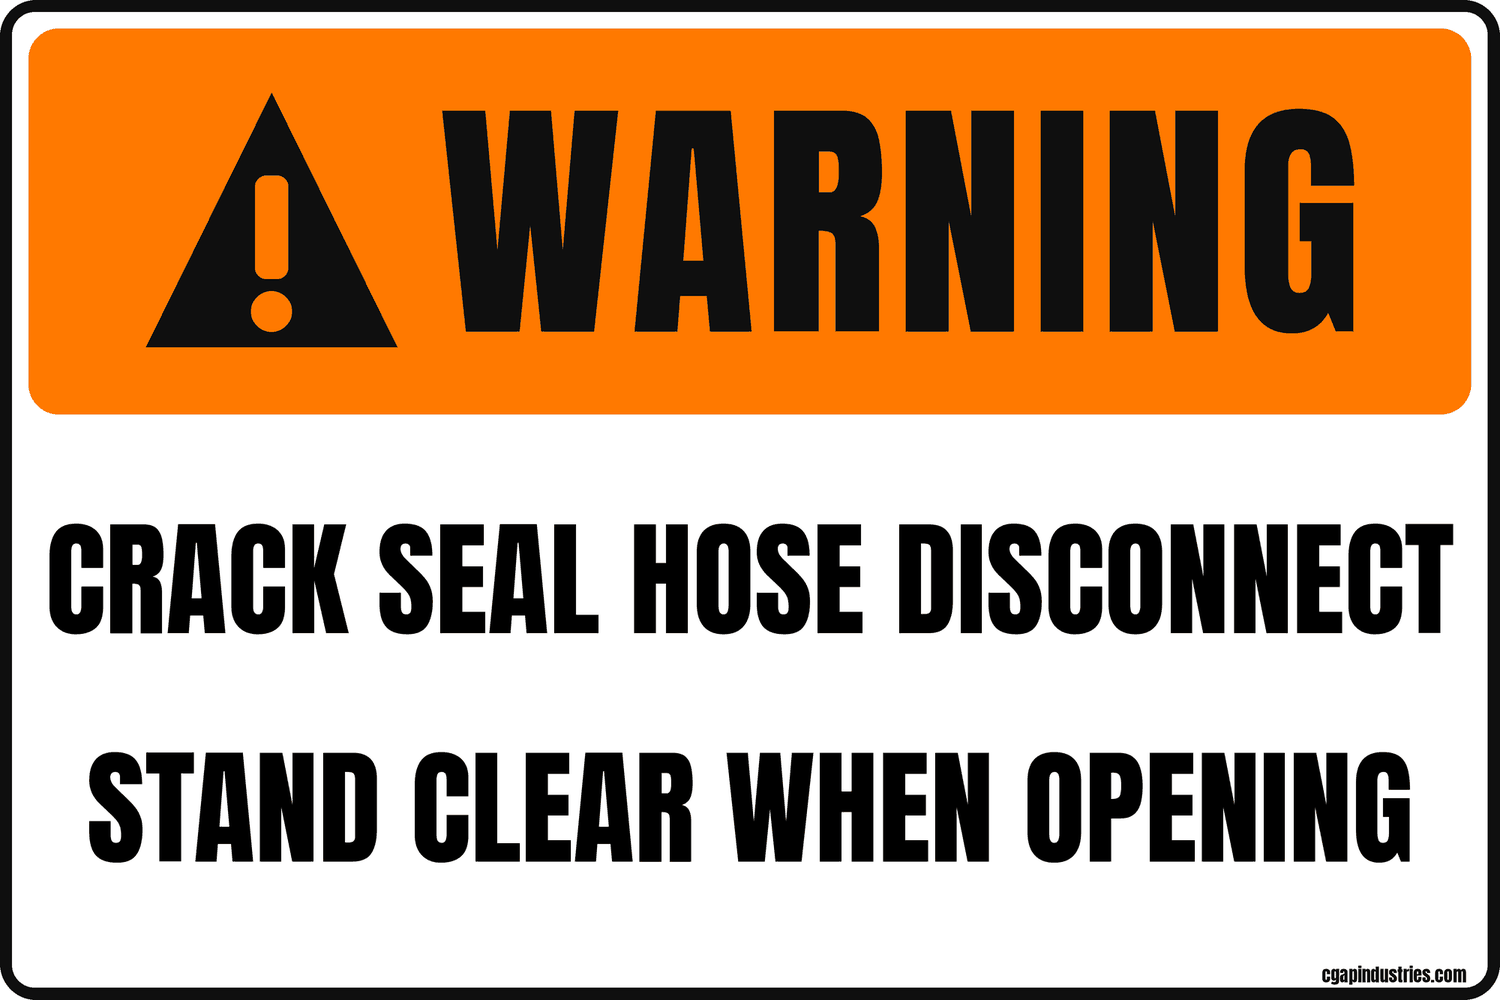 WARNING
CRACK SEAL HOSE DISCONNECT
STAND CLEAR WHEN OPENING
cgapindustries.com